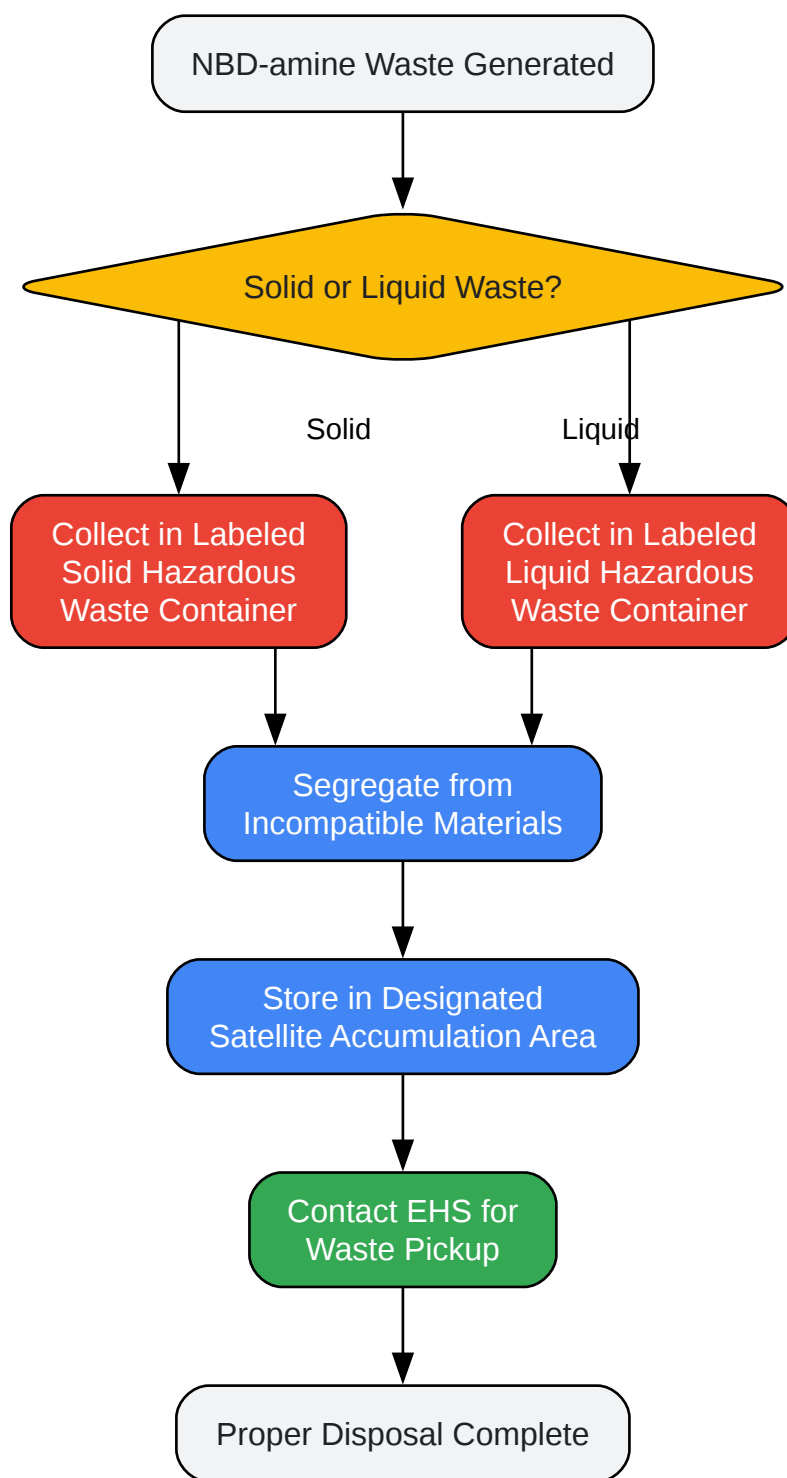 NBD-amine Waste Generated
Solid or Liquid Waste?
Solid
Liquid
Collect in Labeled
Solid Hazardous
Waste Container
Collect in Labeled
Liquid Hazardous
Waste Container
Segregate from
Incompatible Materials
Store in Designated
Satellite Accumulation Area
Contact EHS for
Waste Pickup
Proper Disposal Complete